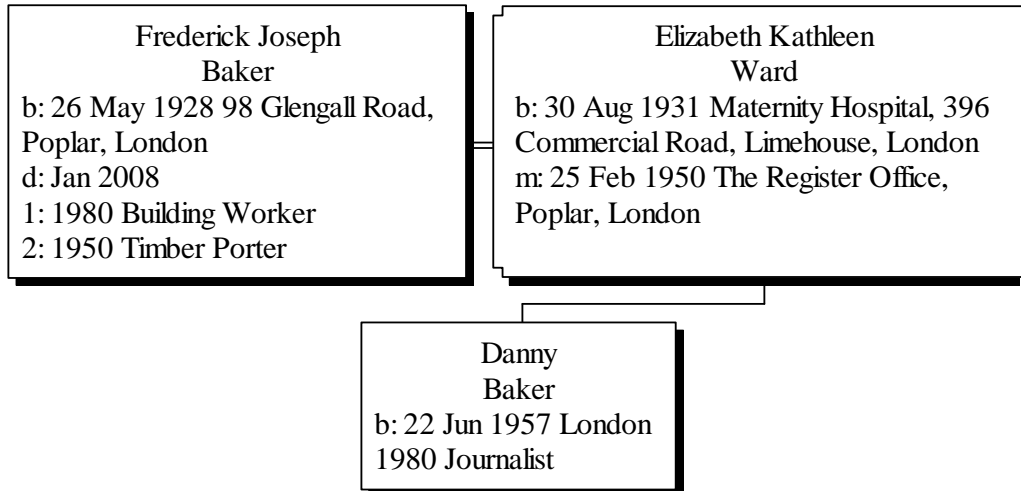 Frederick Joseph
Baker
b: 26 May 1928 98 Glengall Road,
Poplar, London
d: Jan 2008
1: 1980 Building Worker
2: 1950 Timber Porter
Elizabeth Kathleen
Ward
b: 30 Aug 1931 Maternity Hospital, 396
Commercial Road, Limehouse, London
m: 25 Feb 1950 The Register Office,
Poplar, London
Danny
Baker
b: 22 Jun 1957 London
1980 Journalist